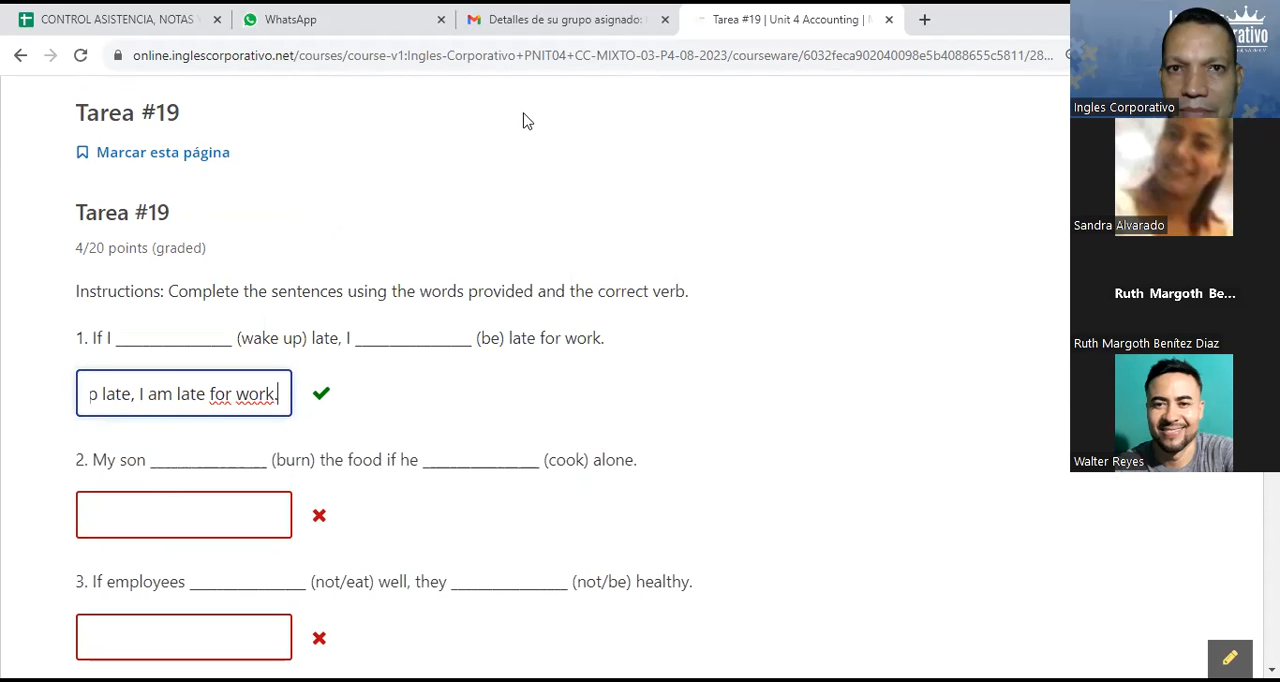 CONTROL ASISTENCIA, NOTAS
WhatsApp
Detalles de su grupo asignado:
Tarea #19 | Unit 4 Accounting |
online.inglescorporativo.net/courses/course-v1:Ingles-Corporativo+PNIT04+CC-MIXTO-03-P4-08-2023/courseware/6032feca902040098e5b4088655c5811/28...
Tarea #19
Marcar esta página
Tarea #19
4/20 points (graded)
Instructions: Complete the sentences using the words provided and the correct verb.
1. If I ______________ (wake up) late, I ______________ (be) late for work.
p late, I am late for work.
2. My son ______________ (burn) the food if he ______________ (cook) alone.
3. If employees ______________ (not/eat) well, they ______________ (not/be) healthy.
Ingles Corporativo
Sandra Alvarado
Ruth Margoth Be...
Ruth Margoth Benítez Diaz
Walter Reyes